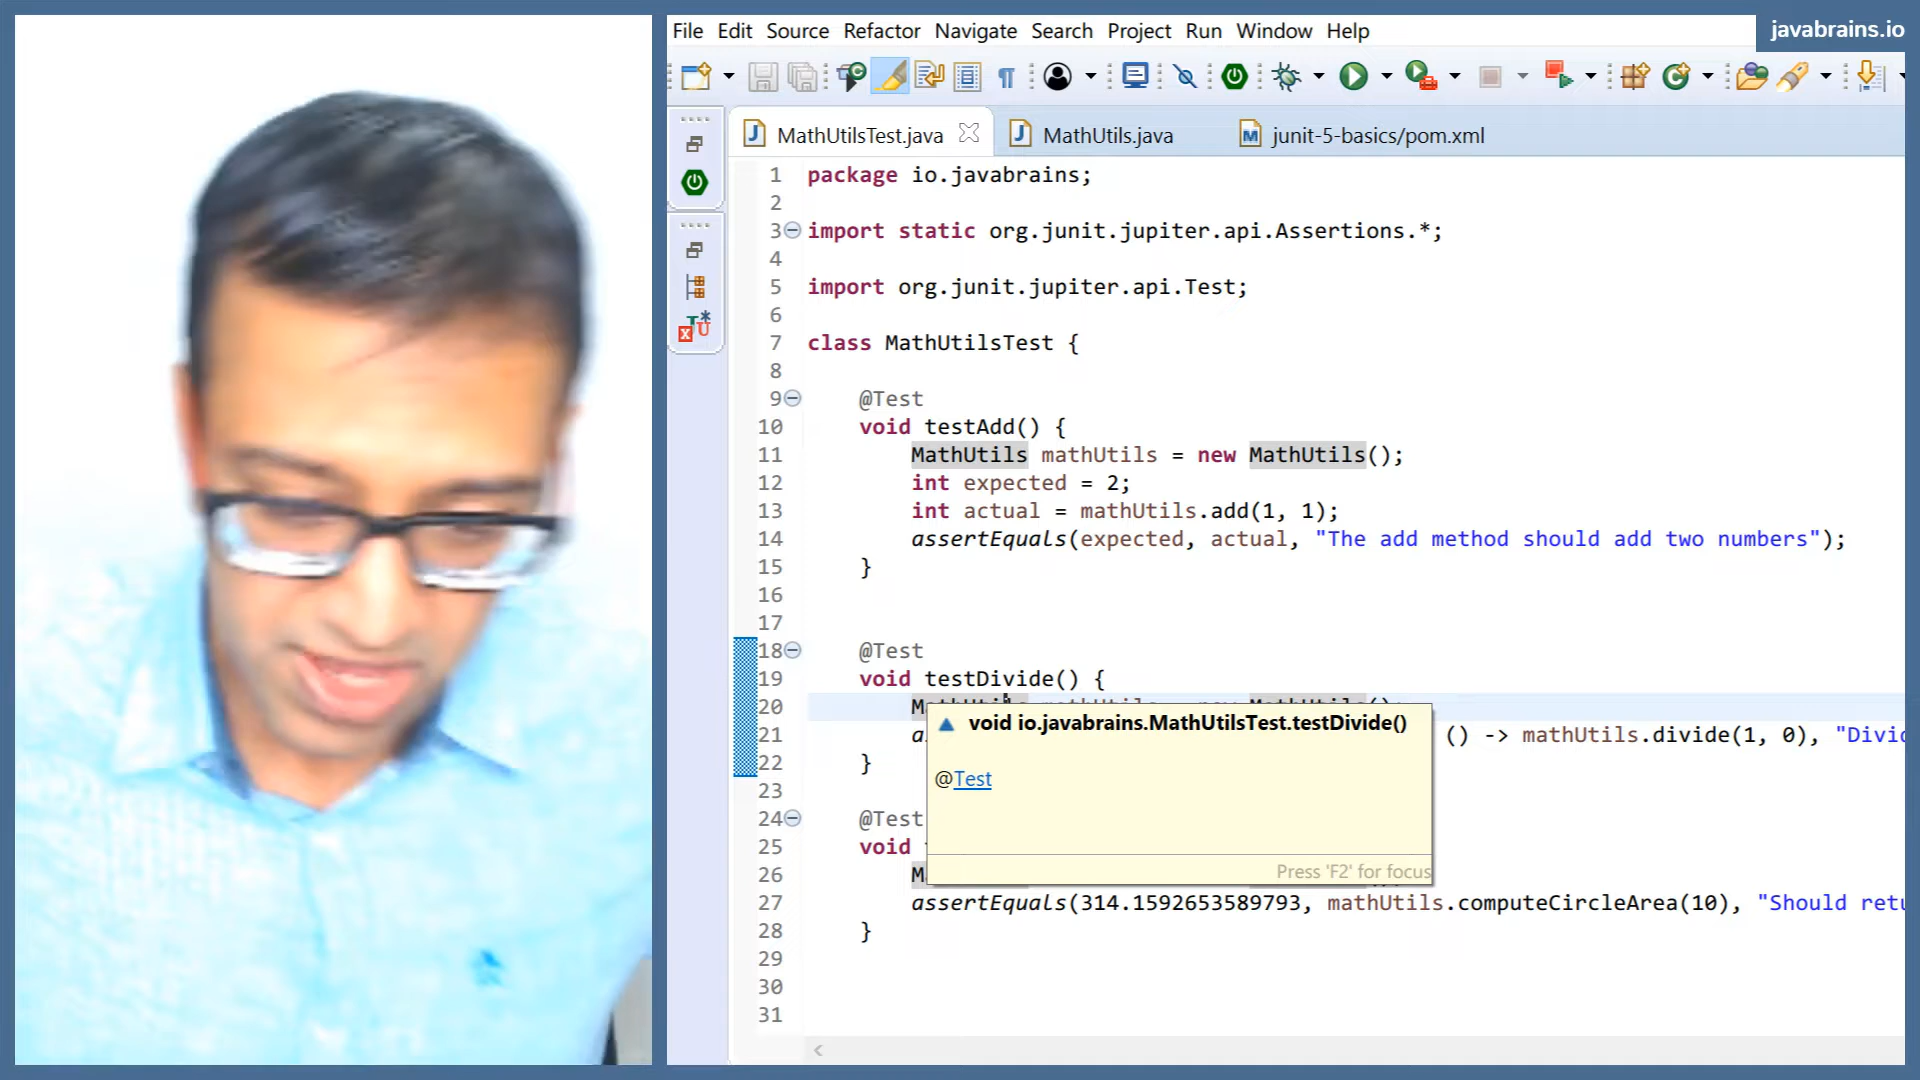 File Edit Source Refactor Navigate Search Project Run Window Help
javabrains.io
MathUtilsTest.java
MathUtils.java
junit-5-basics/pom.xml
1 package io.javabrains;
2
3 import static org.junit.jupiter.api.Assertions.*;
4
5 import org.junit.jupiter.api.Test;
6
7 class MathUtilsTest {
8
9 @Test
10 void testAdd() {
11 MathUtils mathUtils = new MathUtils();
12 int expected = 2;
13 int actual = mathUtils.add(1, 1);
14 assertEquals(expected, actual, "The add method should add two numbers");
15 }
16
17
18 @Test
19 void testDivide() {
20 MathUtils mathUtils = new MathUtils();
21 () -> mathUtils.divide(1, 0), "Divid
22 }
23
24 @Test
25 void
26
27 assertEquals(314.1592653589793, mathUtils.computeCircleArea(10), "Should retu
28 }
29
30
31
void io.javabrains.MathUtilsTest.testDivide()
@Test
Press 'F2' for focus